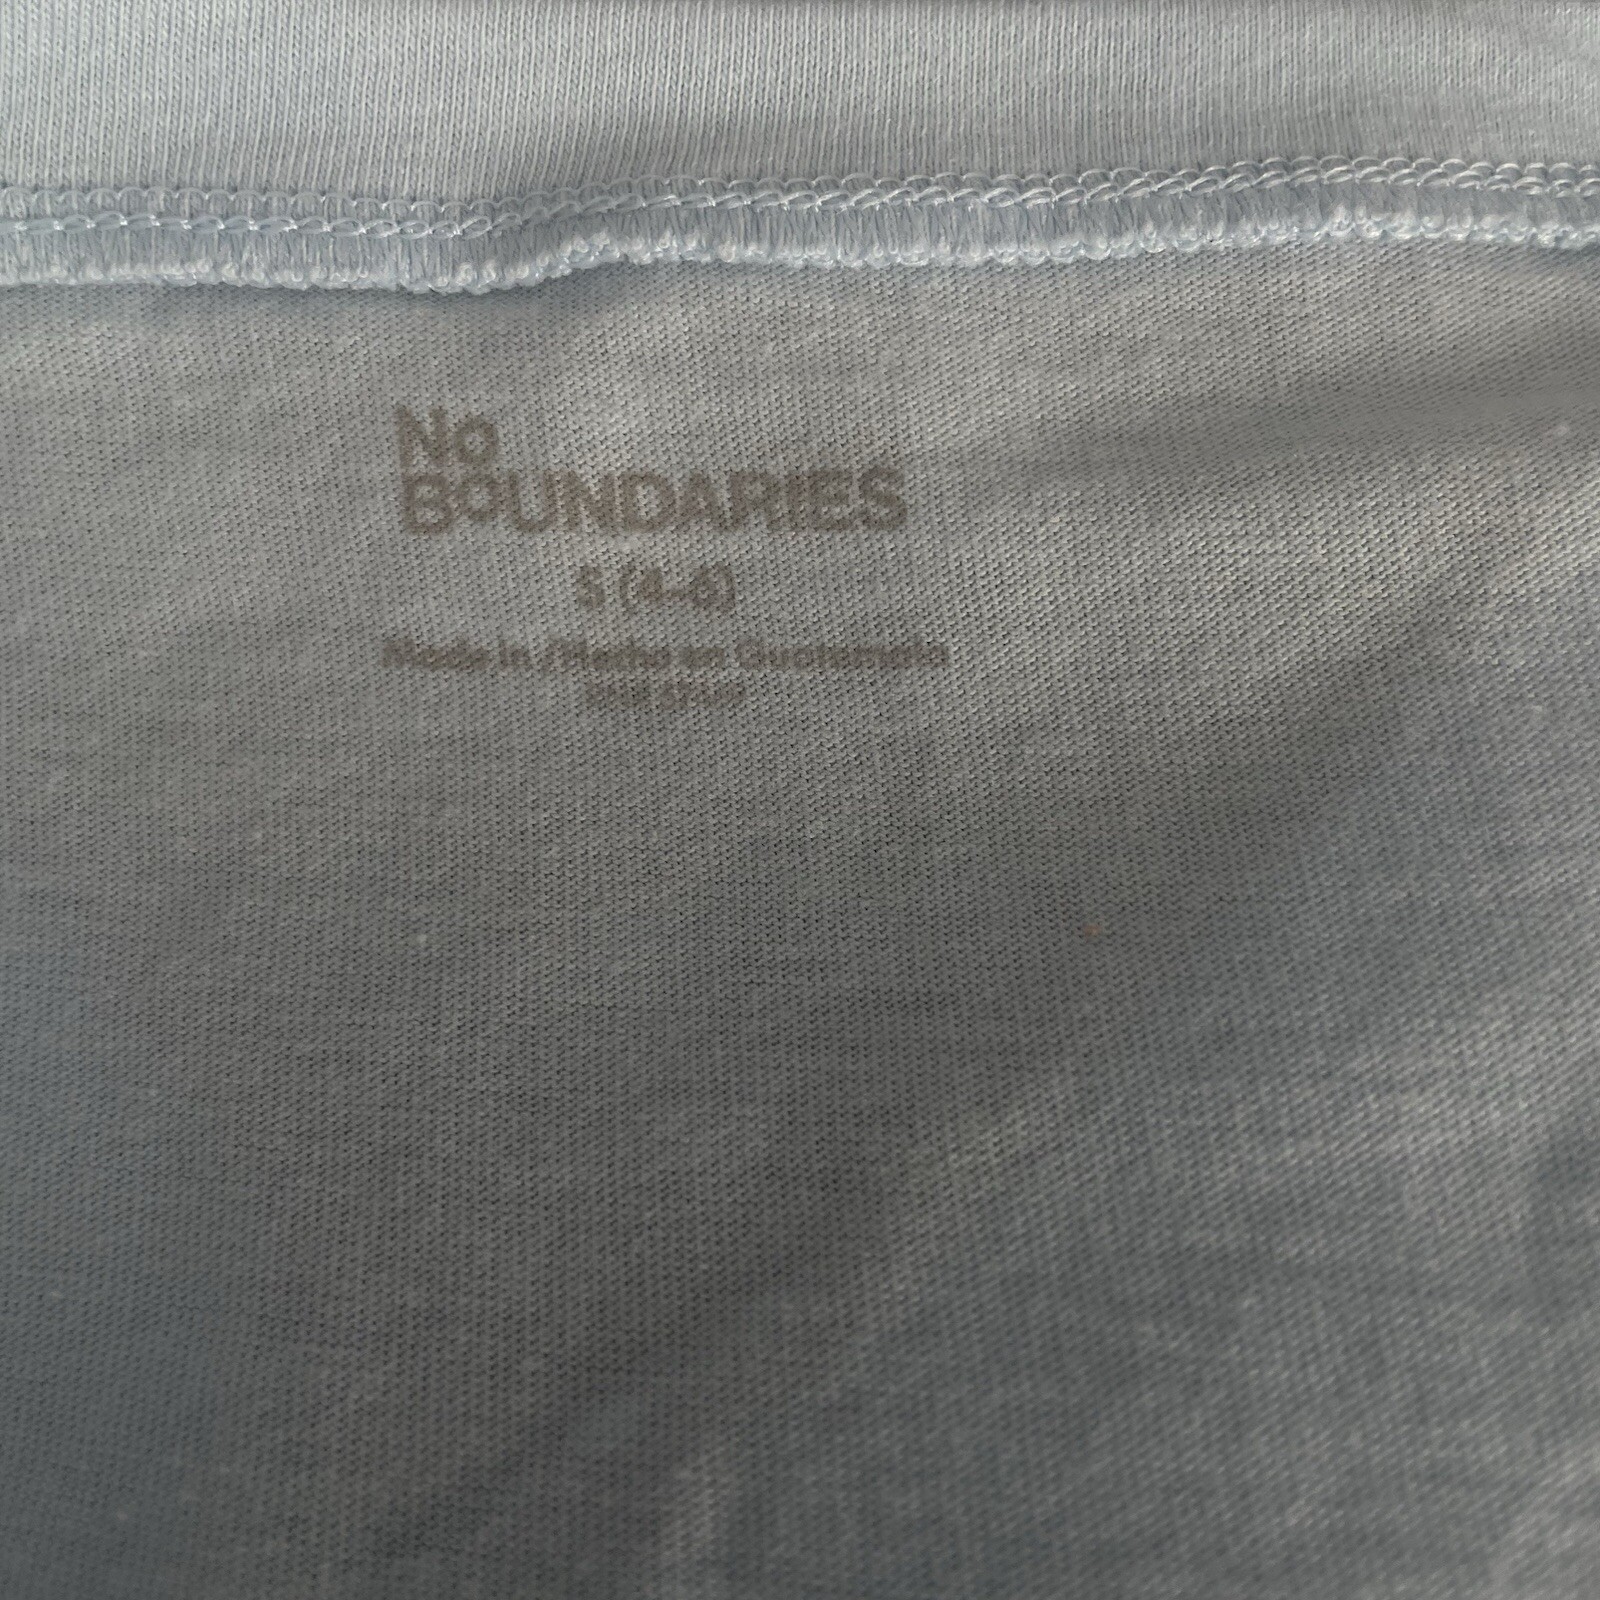 No
BOUNDARIES
S (4-6)
Made in/Hecho en Guatemala